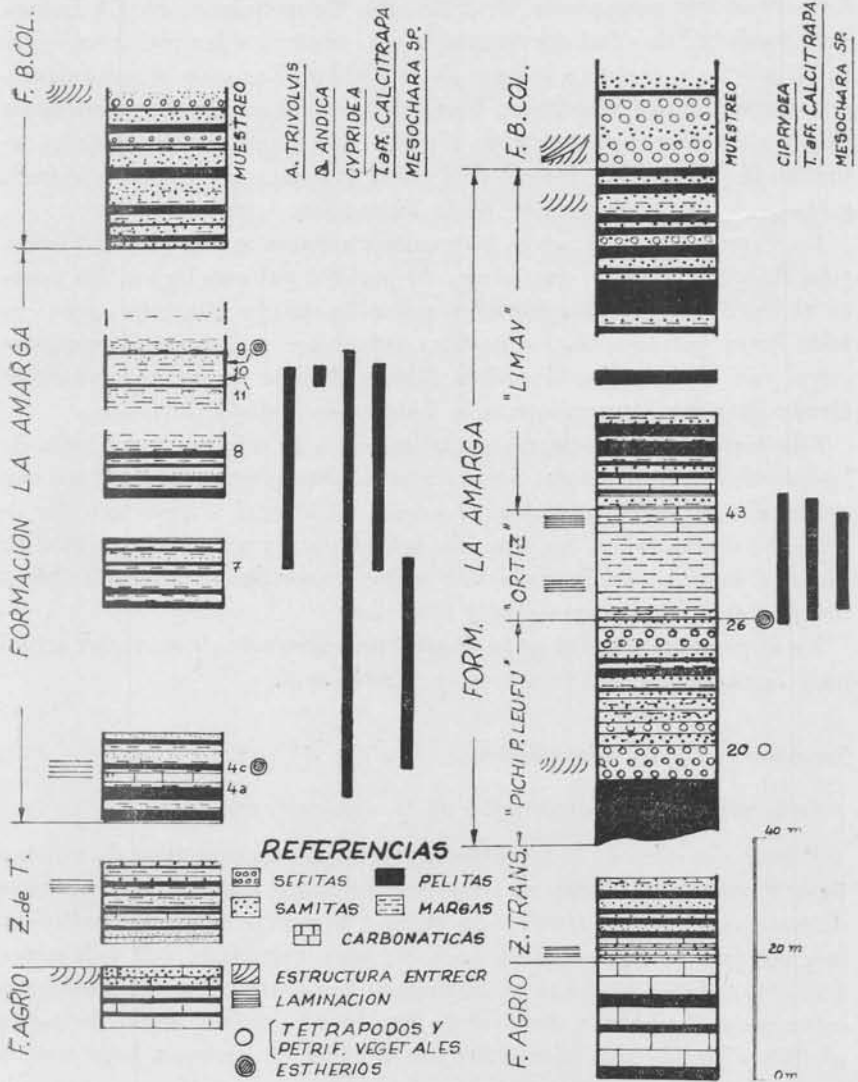 F. B. COL.
FORMACION LA AMARGA
Z. de T.
F. AGRIO
MUESTREO
A. TRIVOLVIS
ANDICA
CYPRIDEA
T aff. CALCITRAPA
MESOCHARA SP.
9
10
11
8
7
4c
4a
F. B. COL.
FORM. LA AMARGA
"LIMAY"
"ORTIZ"
"PICHI P. LEUFU"
Z. TRANS.
F. AGRIO
MUESTREO
CIPRYDEA
T aff. CALCITRAPA
MESOCHARA SP.
43
26
20
40 m
20 m
0 m
REFERENCIAS
SEFITAS
PELITAS
SAMITAS
MARGAS
CARBONATICAS
ESTRUCTURA ENTRECR
LAMINACION
TETRAPODOS Y
PETRIF. VEGETALES
ESTHERIOS